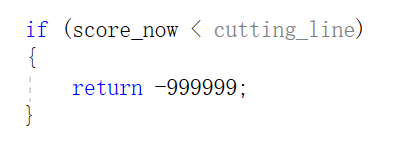 if (score_now < cutting_line)
{
    return -999999;
}